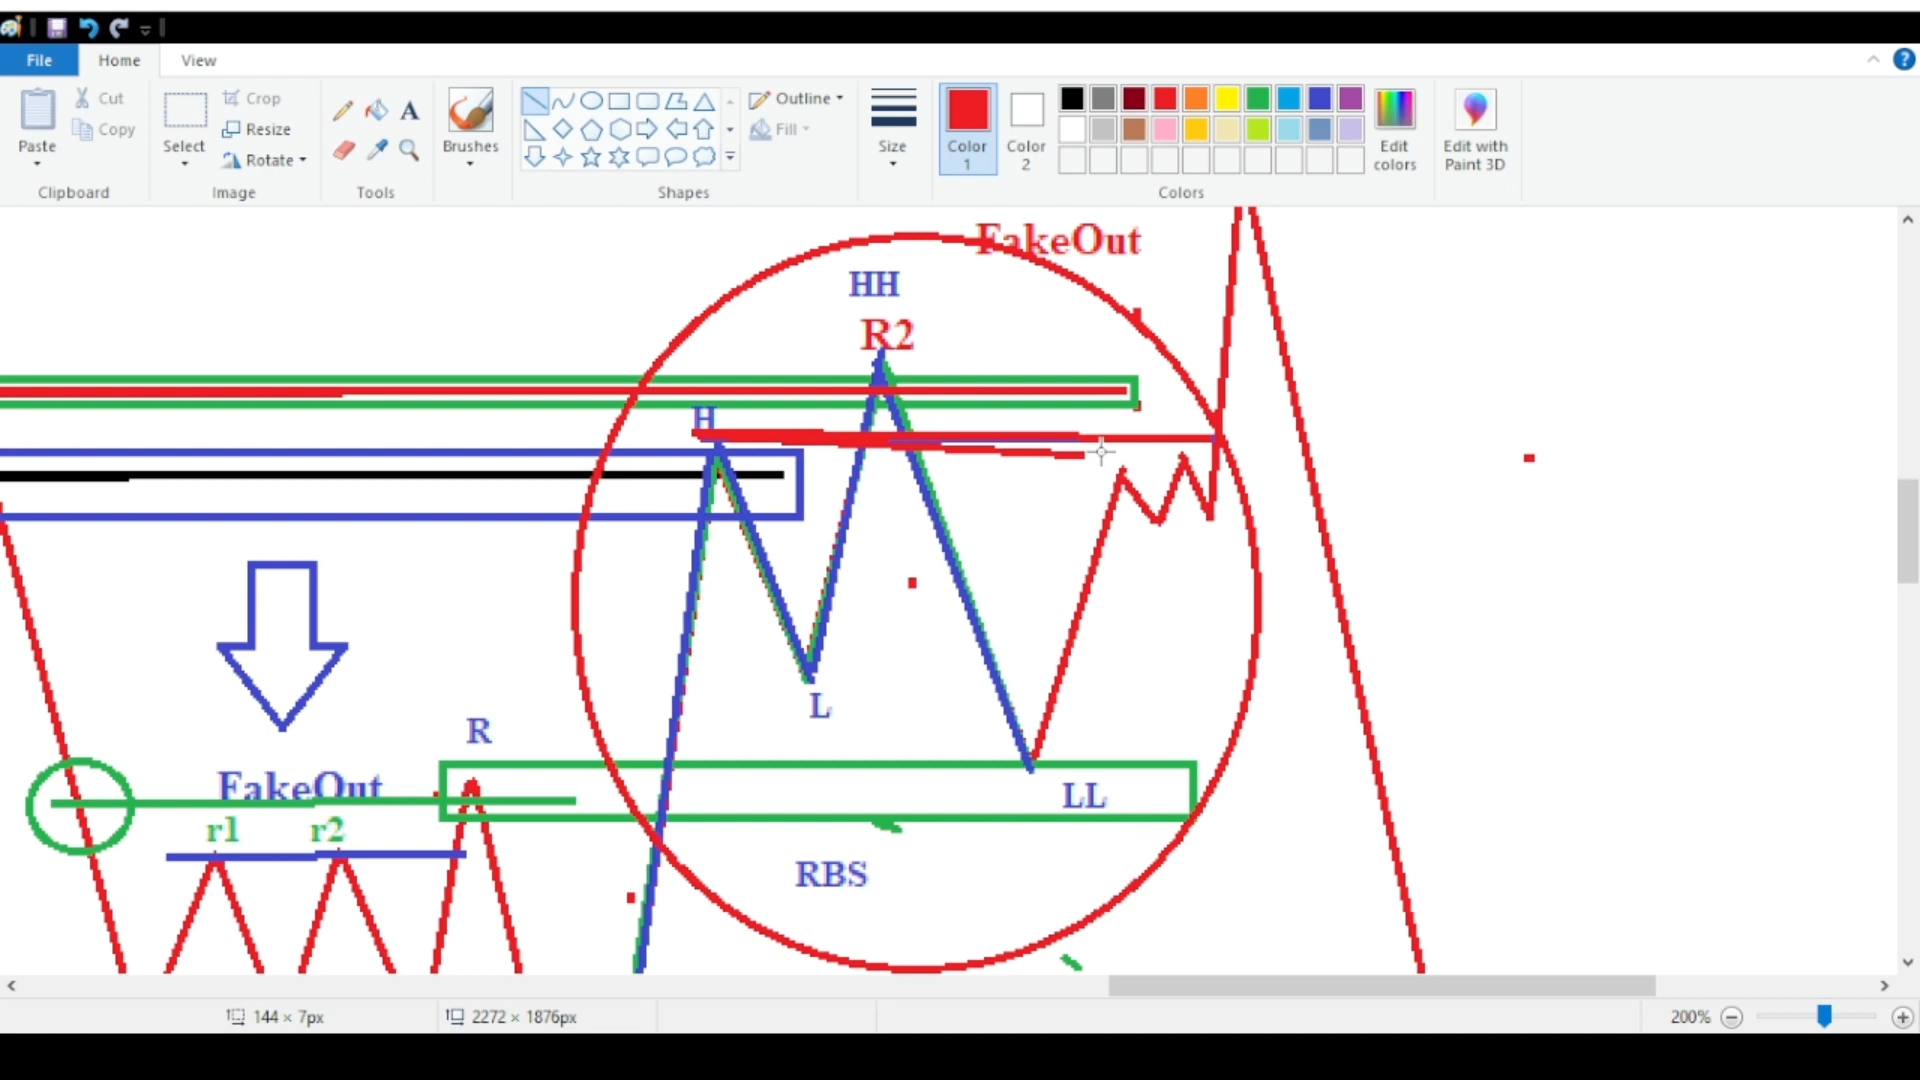 File Home View
Paste
Cut
Copy
Clipboard
Select
Crop
Resize
Rotate
Image
A
Tools
Brushes
Outline
Fill
Shapes
Size
Color
1
Color
2
Edit
colors
Colors
Edit with
Paint 3D
?
FakeOut
HH
R2
H
L
R
FakeOut
r1 r2
LL
RBS
144 × 7px
2272 × 1876px
200%